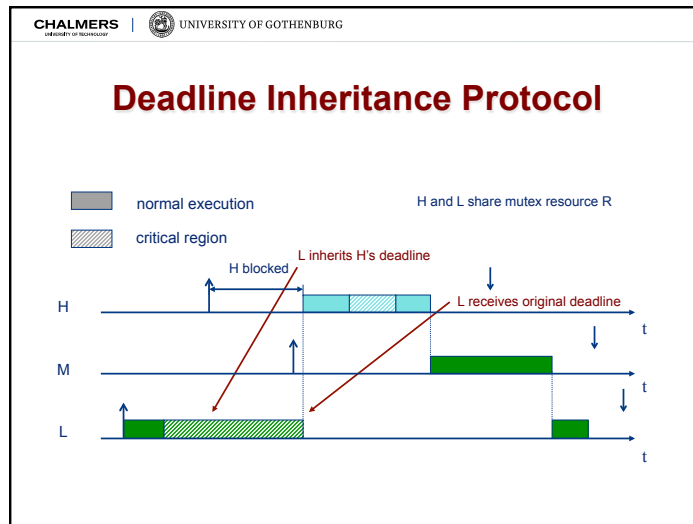 CHALMERS
UNIVERSITY OF TECHNOLOGY
UNIVERSITY OF GOTHENBURG
Deadline Inheritance Protocol
normal execution
H and L share mutex resource R
critical region
L inherits H's deadline
H blocked
L receives original deadline
H
t
M
t
L
t